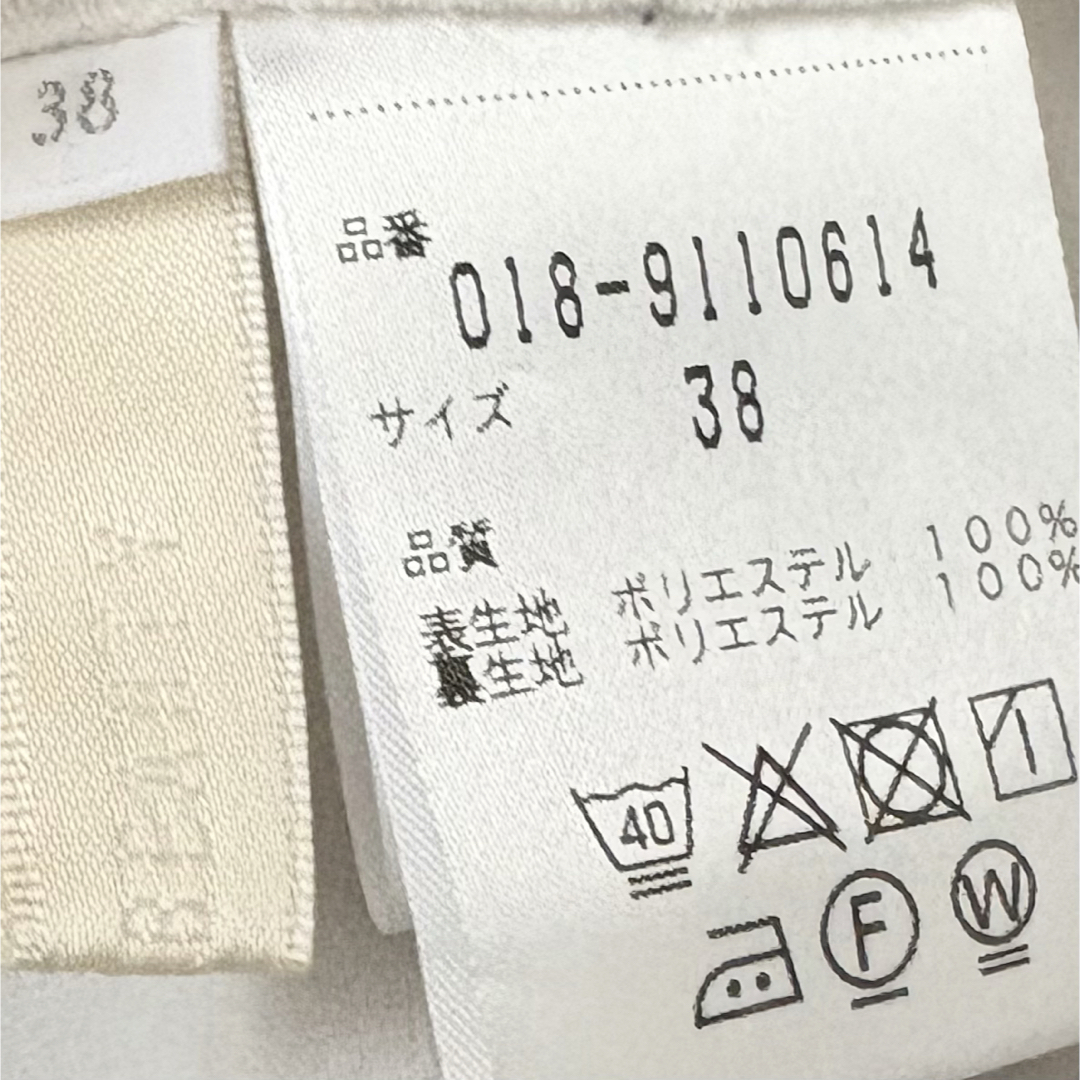 38
品番
018-9110614
サイズ 38
品質
表生地 ポリエステル 100%
裏生地 ポリエステル 100%
40
F W